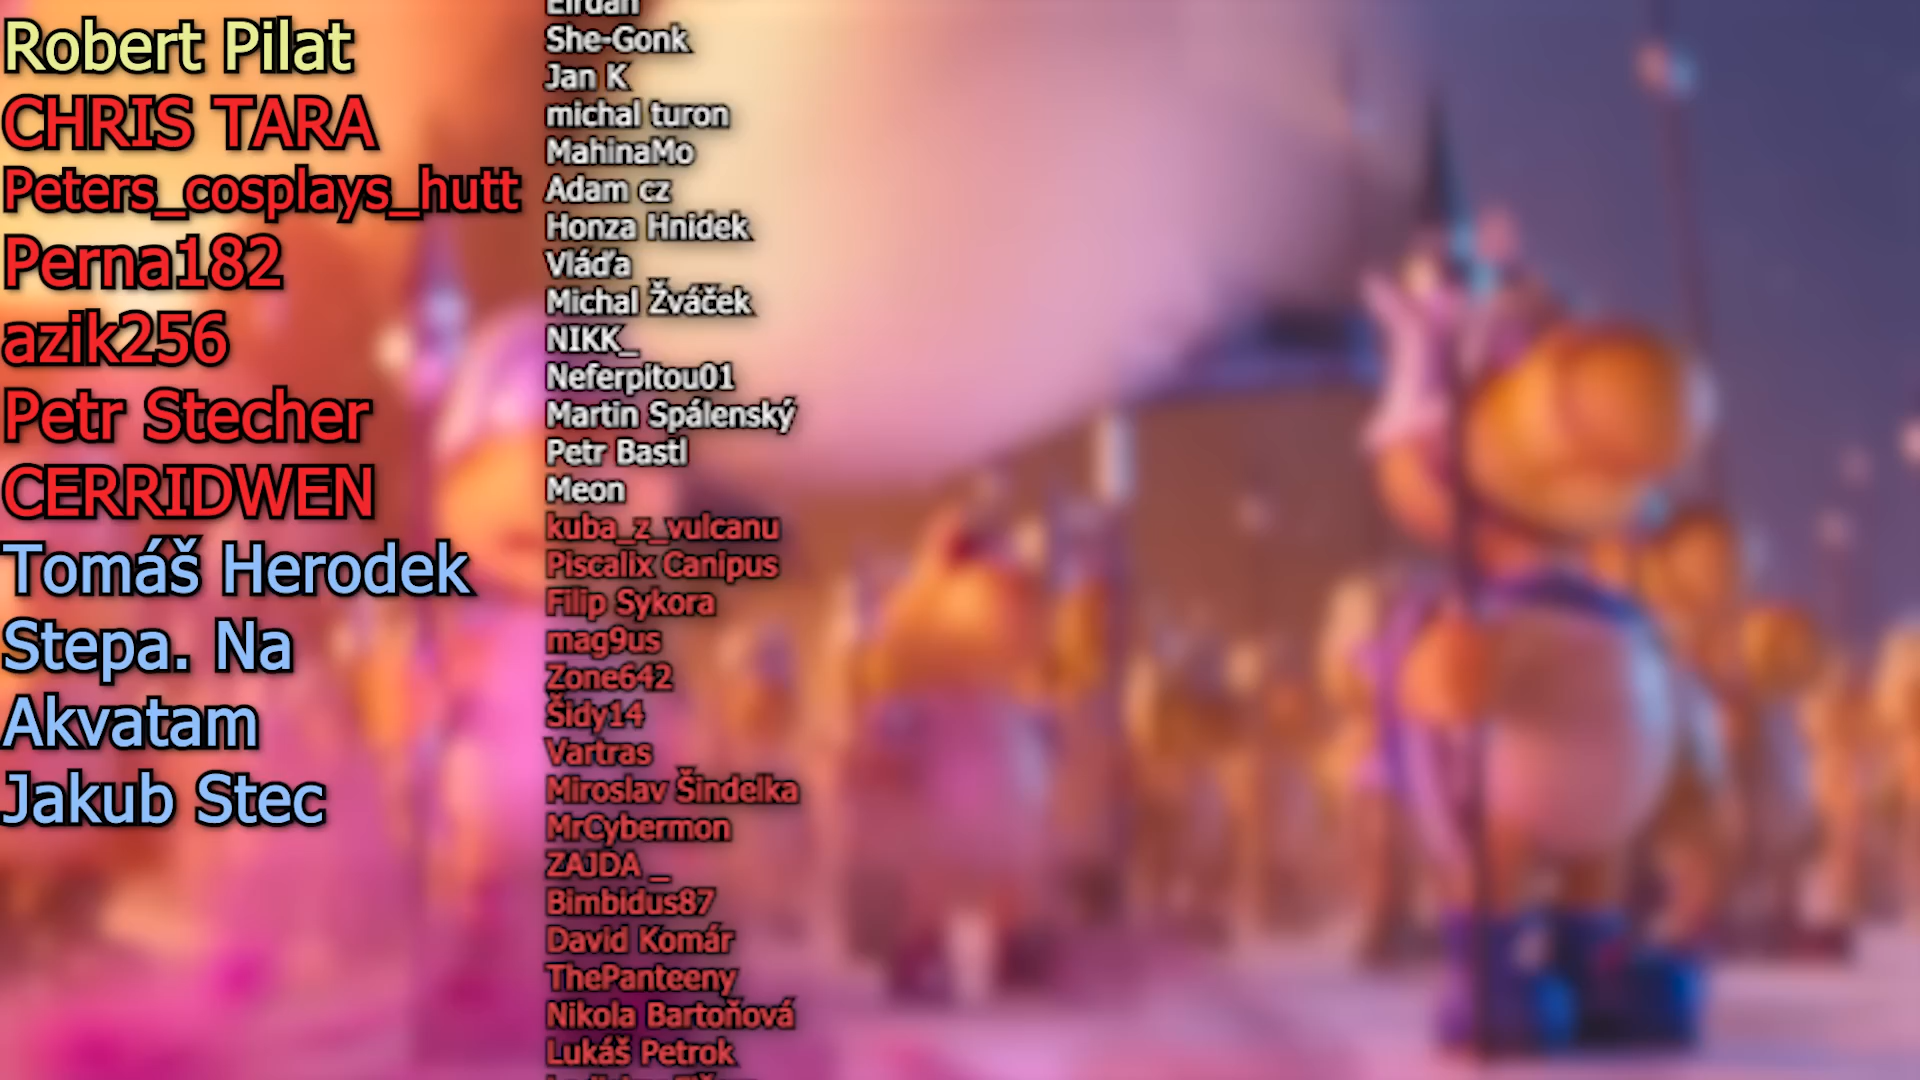 Robert Pilat
CHRIS TARA
Peters_cosplays_hutt
Perna182
azik256
Petr Stecher
CERRIDWEN
Tomáš Herodek
Stepa. Na
Akvatam
Jakub Stec
She-Gonk
Jan K
michal turon
MahinaMo
Adam cz
Honza Hnidek
Vláďa
Michal Žváček
NIKK_
Neferpitou01
Martin Spálenský
Petr Bastl
Meon
kuba_z_vulcanu
Piscalix Canipus
Filip Sykora
mag9us
Zone642
Šidy14
Vartras
Miroslav Šindelka
MrCybermon
ZAJDA _
Bimbidus87
David Komár
ThePanteeny
Nikola Bartoňová
Lukáš Petrok